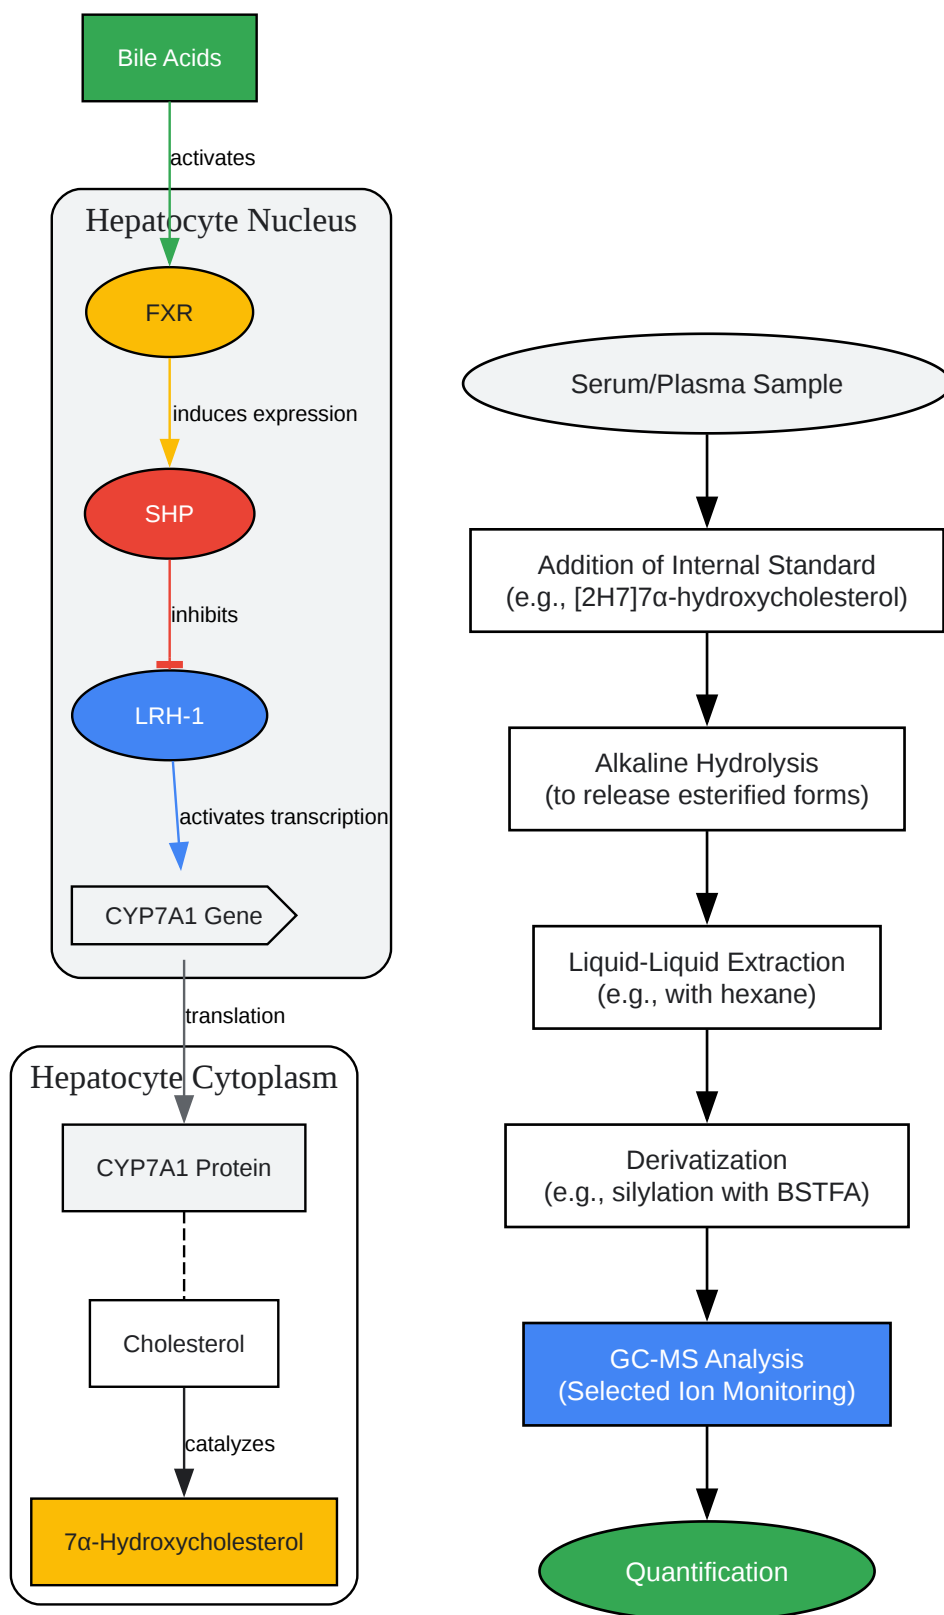 Bile Acids
activates
Hepatocyte Nucleus
FXR
induces expression
SHP
inhibits
LRH-1
activates transcription
CYP7A1 Gene
translation
Hepatocyte Cytoplasm
CYP7A1 Protein
Cholesterol
catalyzes
7α-Hydroxycholesterol
Serum/Plasma Sample
Addition of Internal Standard
(e.g., [2H7]7α-hydroxycholesterol)
Alkaline Hydrolysis
(to release esterified forms)
Liquid-Liquid Extraction
(e.g., with hexane)
Derivatization
(e.g., silylation with BSTFA)
GC-MS Analysis
(Selected Ion Monitoring)
Quantification